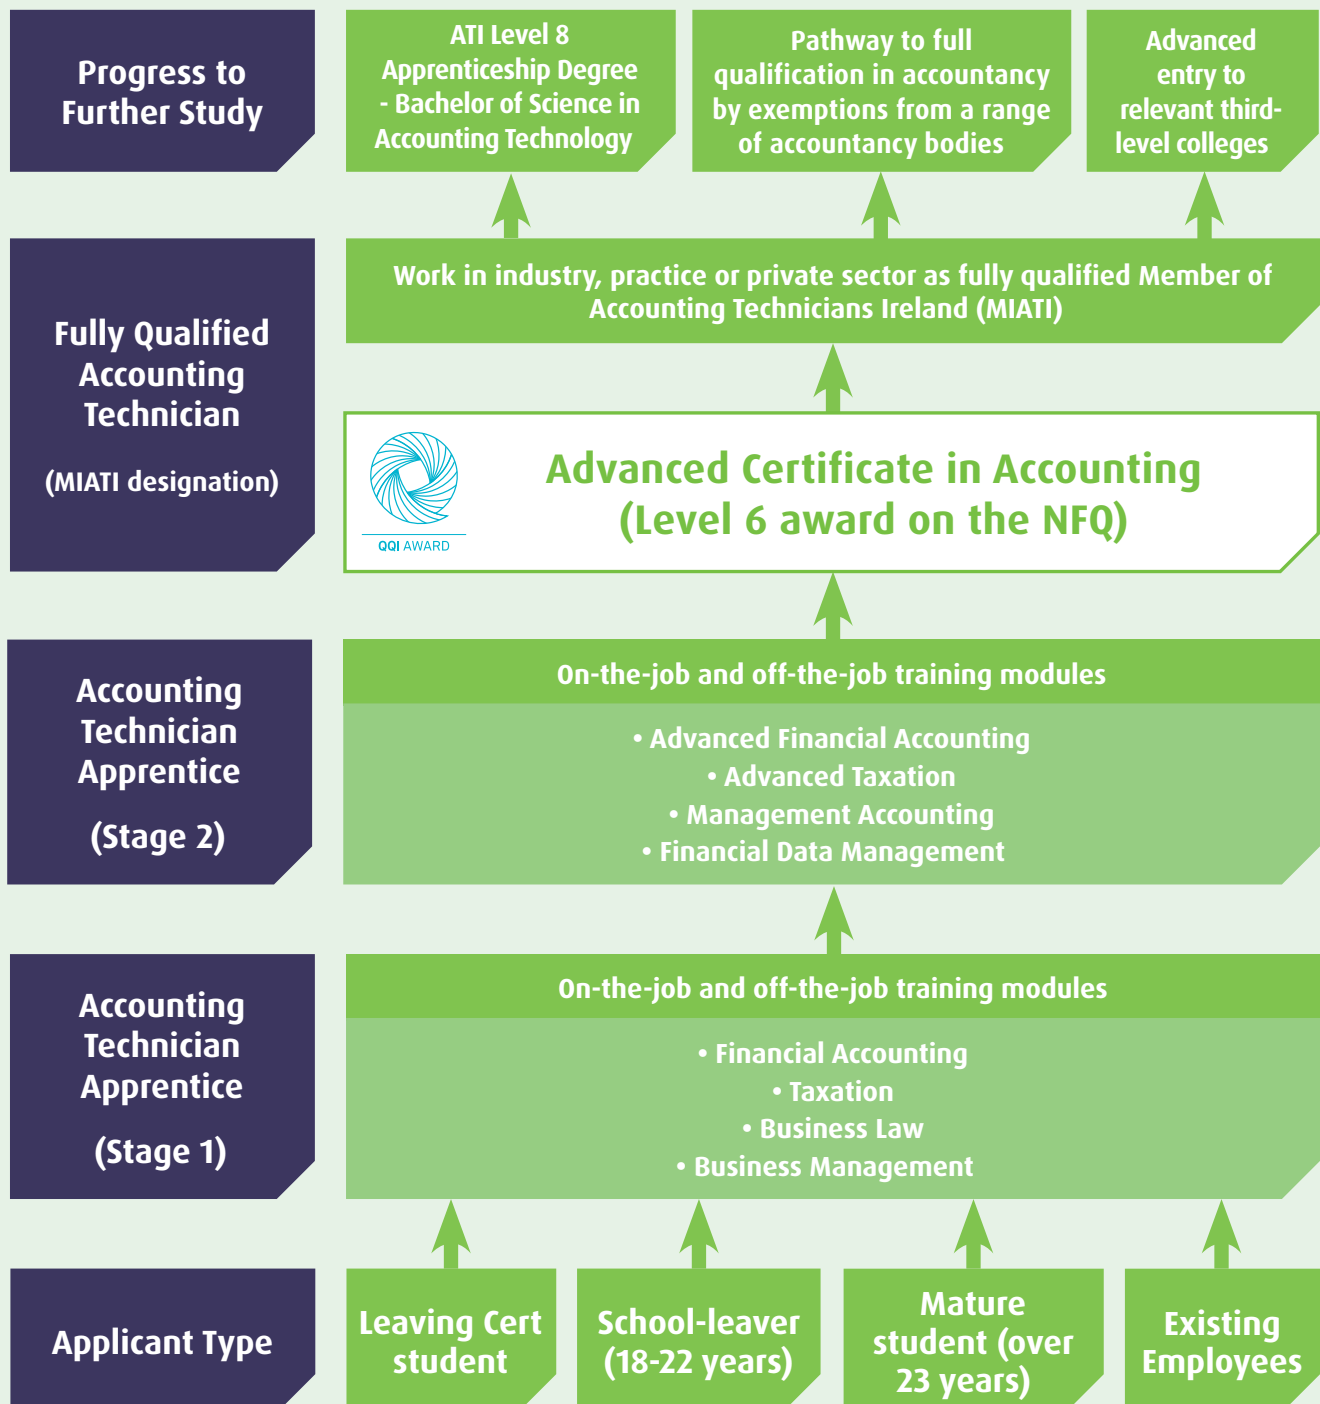 Progress to
Further Study
ATI Level 8
Apprenticeship Degree
- Bachelor of Science in
Accounting Technology
Pathway to full
qualification in accountancy
by exemptions from a range
of accountancy bodies
Advanced
entry to
relevant third-
level colleges
Fully Qualified
Accounting
Technician
(MIATI designation)
Work in industry, practice or private sector as fully qualified Member of
Accounting Technicians Ireland (MIATI)
QQI AWARD
Advanced Certificate in Accounting
(Level 6 award on the NFQ)
Accounting
Technician
Apprentice
(Stage 2)
On-the-job and off-the-job training modules
• Advanced Financial Accounting
• Advanced Taxation
• Management Accounting
• Financial Data Management
Accounting
Technician
Apprentice
(Stage 1)
On-the-job and off-the-job training modules
• Financial Accounting
• Taxation
• Business Law
• Business Management
Applicant Type
Leaving Cert
student
School-leaver
(18-22 years)
Mature
student (over
23 years)
Existing
Employees